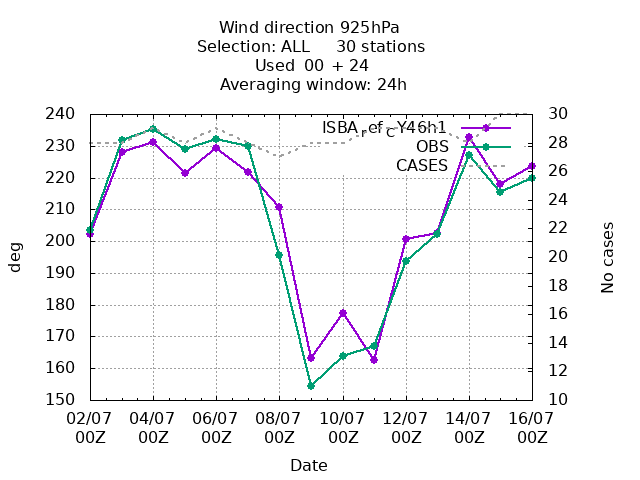 Wind direction 925hPa
Selection: ALL     30 stations
Used  00  + 24
Averaging window: 24h
240
230
220
210
200
190
180
170
160
150
deg
30
28
26
24
22
20
18
16
14
12
10
No cases
ISBA_ref-Y46h1
OBS
CASES
02/07 04/07 06/07 08/07 10/07 12/07 14/07 16/07
00Z 00Z 00Z 00Z 00Z 00Z 00Z 00Z
Date